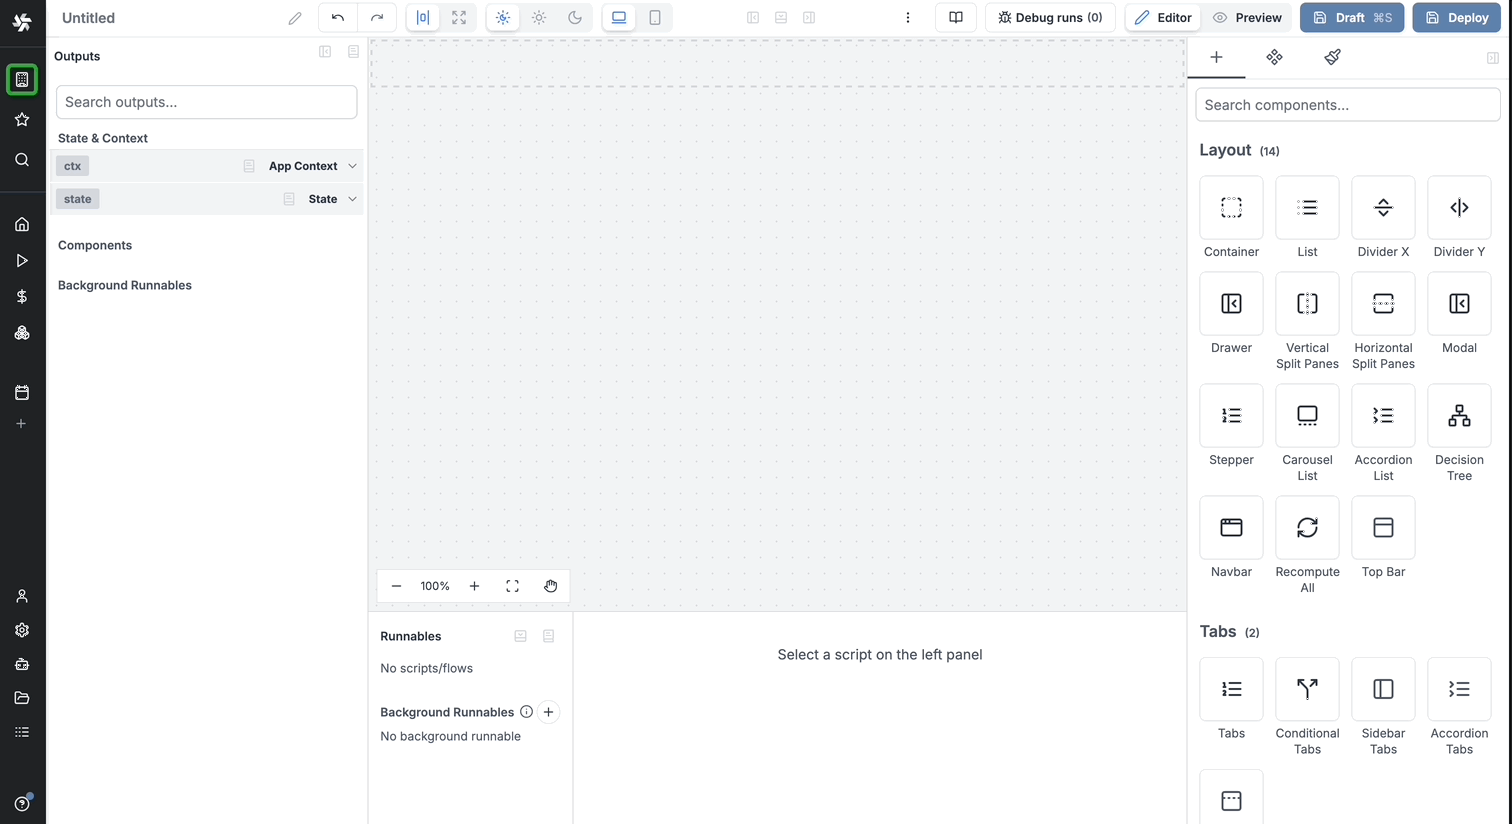 Untitled
Debug runs (0)
Editor
Preview
Draft ⌘S
Deploy
Outputs
Search outputs...
State & Context
ctx
App Context
state
State
Components
Background Runnables
100%
Runnables
No scripts/flows
Background Runnables
No background runnable
Select a script on the left panel
Search components...
Layout (14)
Container
List
Divider X
Divider Y
Drawer
Vertical
Split Panes
Horizontal
Split Panes
Modal
Stepper
Carousel
List
Accordion
List
Decision
Tree
Navbar
Recompute
All
Top Bar
Tabs (2)
Tabs
Conditional
Tabs
Sidebar
Tabs
Accordion
Tabs